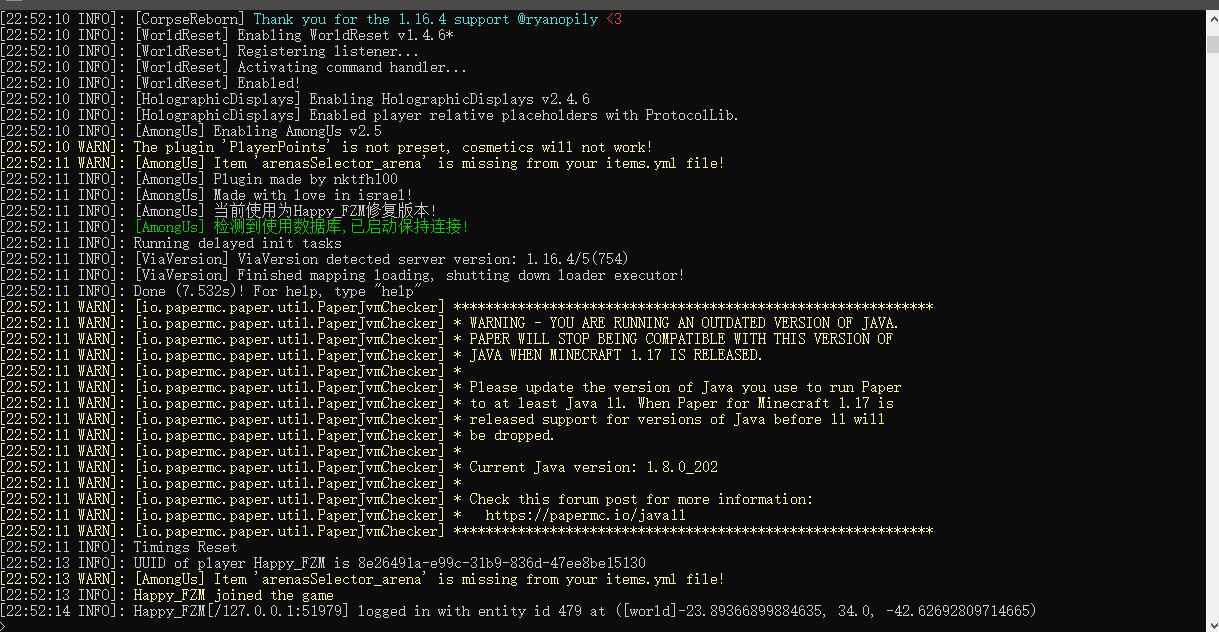 [22:52:10 INFO]: [CorpseReborn] Thank you for the 1.16.4 support @ryanopily <3
[22:52:10 INFO]: [WorldReset] Enabling WorldReset v1.4.6*
[22:52:10 INFO]: [WorldReset] Registering listener...
[22:52:10 INFO]: [WorldReset] Activating command handler...
[22:52:10 INFO]: [WorldReset] Enabled!
[22:52:10 INFO]: [HolographicDisplays] Enabling HolographicDisplays v2.4.6
[22:52:10 INFO]: [HolographicDisplays] Enabled player relative placeholders with ProtocolLib.
[22:52:10 INFO]: [AmongUs] Enabling AmongUs v2.5
[22:52:10 WARN]: The plugin 'PlayerPoints' is not preset, cosmetics will not work!
[22:52:11 WARN]: [AmongUs] Item 'arenasSelector_arena' is missing from your items.yml file!
[22:52:11 INFO]: [AmongUs] Plugin made by nktfh100
[22:52:11 INFO]: [AmongUs] Made with love in israel!
[22:52:11 INFO]: [AmongUs] 当前使用为Happy_FZM修复版本!
[22:52:11 INFO]: [AmongUs] 检测到使用数据库,已启动保持连接!
[22:52:11 INFO]: Running delayed init tasks
[22:52:11 INFO]: [ViaVersion] ViaVersion detected server version: 1.16.4/5(754)
[22:52:11 INFO]: [ViaVersion] Finished mapping loading, shutting down loader executor!
[22:52:11 INFO]: Done (7.532s)! For help, type "help"
[22:52:11 WARN]: [io.papermc.paper.util.PaperJvmChecker] ************************************************************
[22:52:11 WARN]: [io.papermc.paper.util.PaperJvmChecker] * WARNING - YOU ARE RUNNING AN OUTDATED VERSION OF JAVA.
[22:52:11 WARN]: [io.papermc.paper.util.PaperJvmChecker] * PAPER WILL STOP BEING COMPATIBLE WITH THIS VERSION OF
[22:52:11 WARN]: [io.papermc.paper.util.PaperJvmChecker] * JAVA WHEN MINECRAFT 1.17 IS RELEASED.
[22:52:11 WARN]: [io.papermc.paper.util.PaperJvmChecker] *
[22:52:11 WARN]: [io.papermc.paper.util.PaperJvmChecker] * Please update the version of Java you use to run Paper
[22:52:11 WARN]: [io.papermc.paper.util.PaperJvmChecker] * to at least Java 11. When Paper for Minecraft 1.17 is
[22:52:11 WARN]: [io.papermc.paper.util.PaperJvmChecker] * released support for versions of Java before 11 will
[22:52:11 WARN]: [io.papermc.paper.util.PaperJvmChecker] * be dropped.
[22:52:11 WARN]: [io.papermc.paper.util.PaperJvmChecker] *
[22:52:11 WARN]: [io.papermc.paper.util.PaperJvmChecker] * Current Java version: 1.8.0_202
[22:52:11 WARN]: [io.papermc.paper.util.PaperJvmChecker] *
[22:52:11 WARN]: [io.papermc.paper.util.PaperJvmChecker] * Check this forum post for more information:
[22:52:11 WARN]: [io.papermc.paper.util.PaperJvmChecker] *   https://papermc.io/java11
[22:52:11 WARN]: [io.papermc.paper.util.PaperJvmChecker] ************************************************************
[22:52:11 INFO]: Timings Reset
[22:52:13 INFO]: UUID of player Happy_FZM is 8e26491a-e99c-31b9-836d-47ee8be15130
[22:52:13 WARN]: [AmongUs] Item 'arenasSelector_arena' is missing from your items.yml file!
[22:52:13 INFO]: Happy_FZM joined the game
[22:52:14 INFO]: Happy_FZM[/127.0.0.1:51979] logged in with entity id 479 at ([world]-23.89366899884635, 34.0, -42.62692809714665)
>